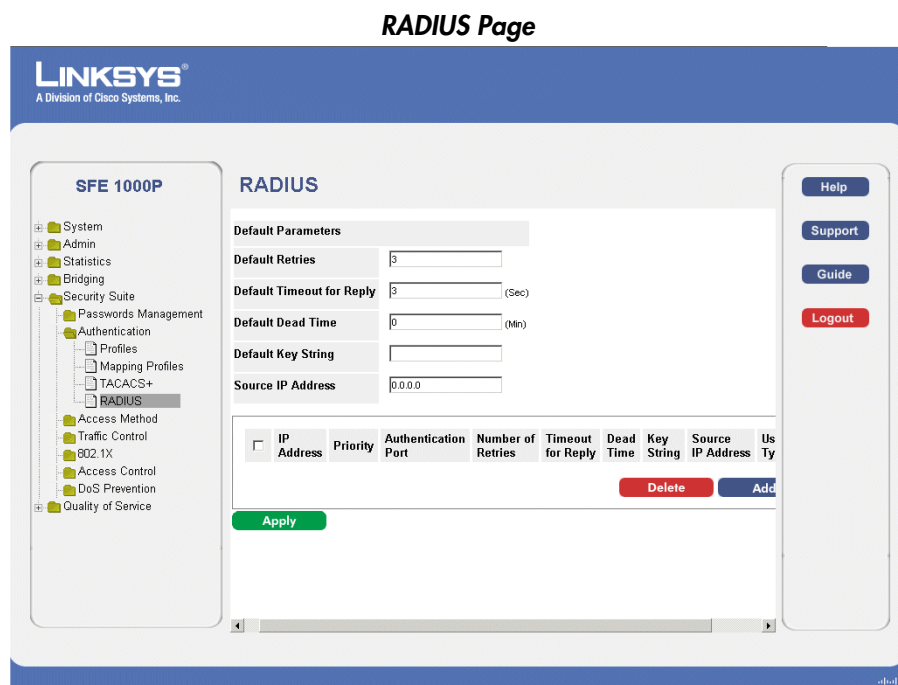 RADIUS Page
LINKSYS®
A Division of Cisco Systems, Inc.
SFE 1000P
System
Admin
Statistics
Bridging
Security Suite
Passwords Management
Authentication
Profiles
Mapping Profiles
TACACS+
RADIUS
Access Method
Traffic Control
802.1X
Access Control
DoS Prevention
Quality of Service
RADIUS
Default Parameters
Default Retries 3
Default Timeout for Reply 3 (Sec)
Default Dead Time 0 (Min)
Default Key String
Source IP Address 0.0.0.0
IP Address Priority Authentication Port Number of Retries Timeout for Reply Dead Time Key String Source IP Address Us Ty
Delete Add
Apply
Help
Support
Guide
Logout